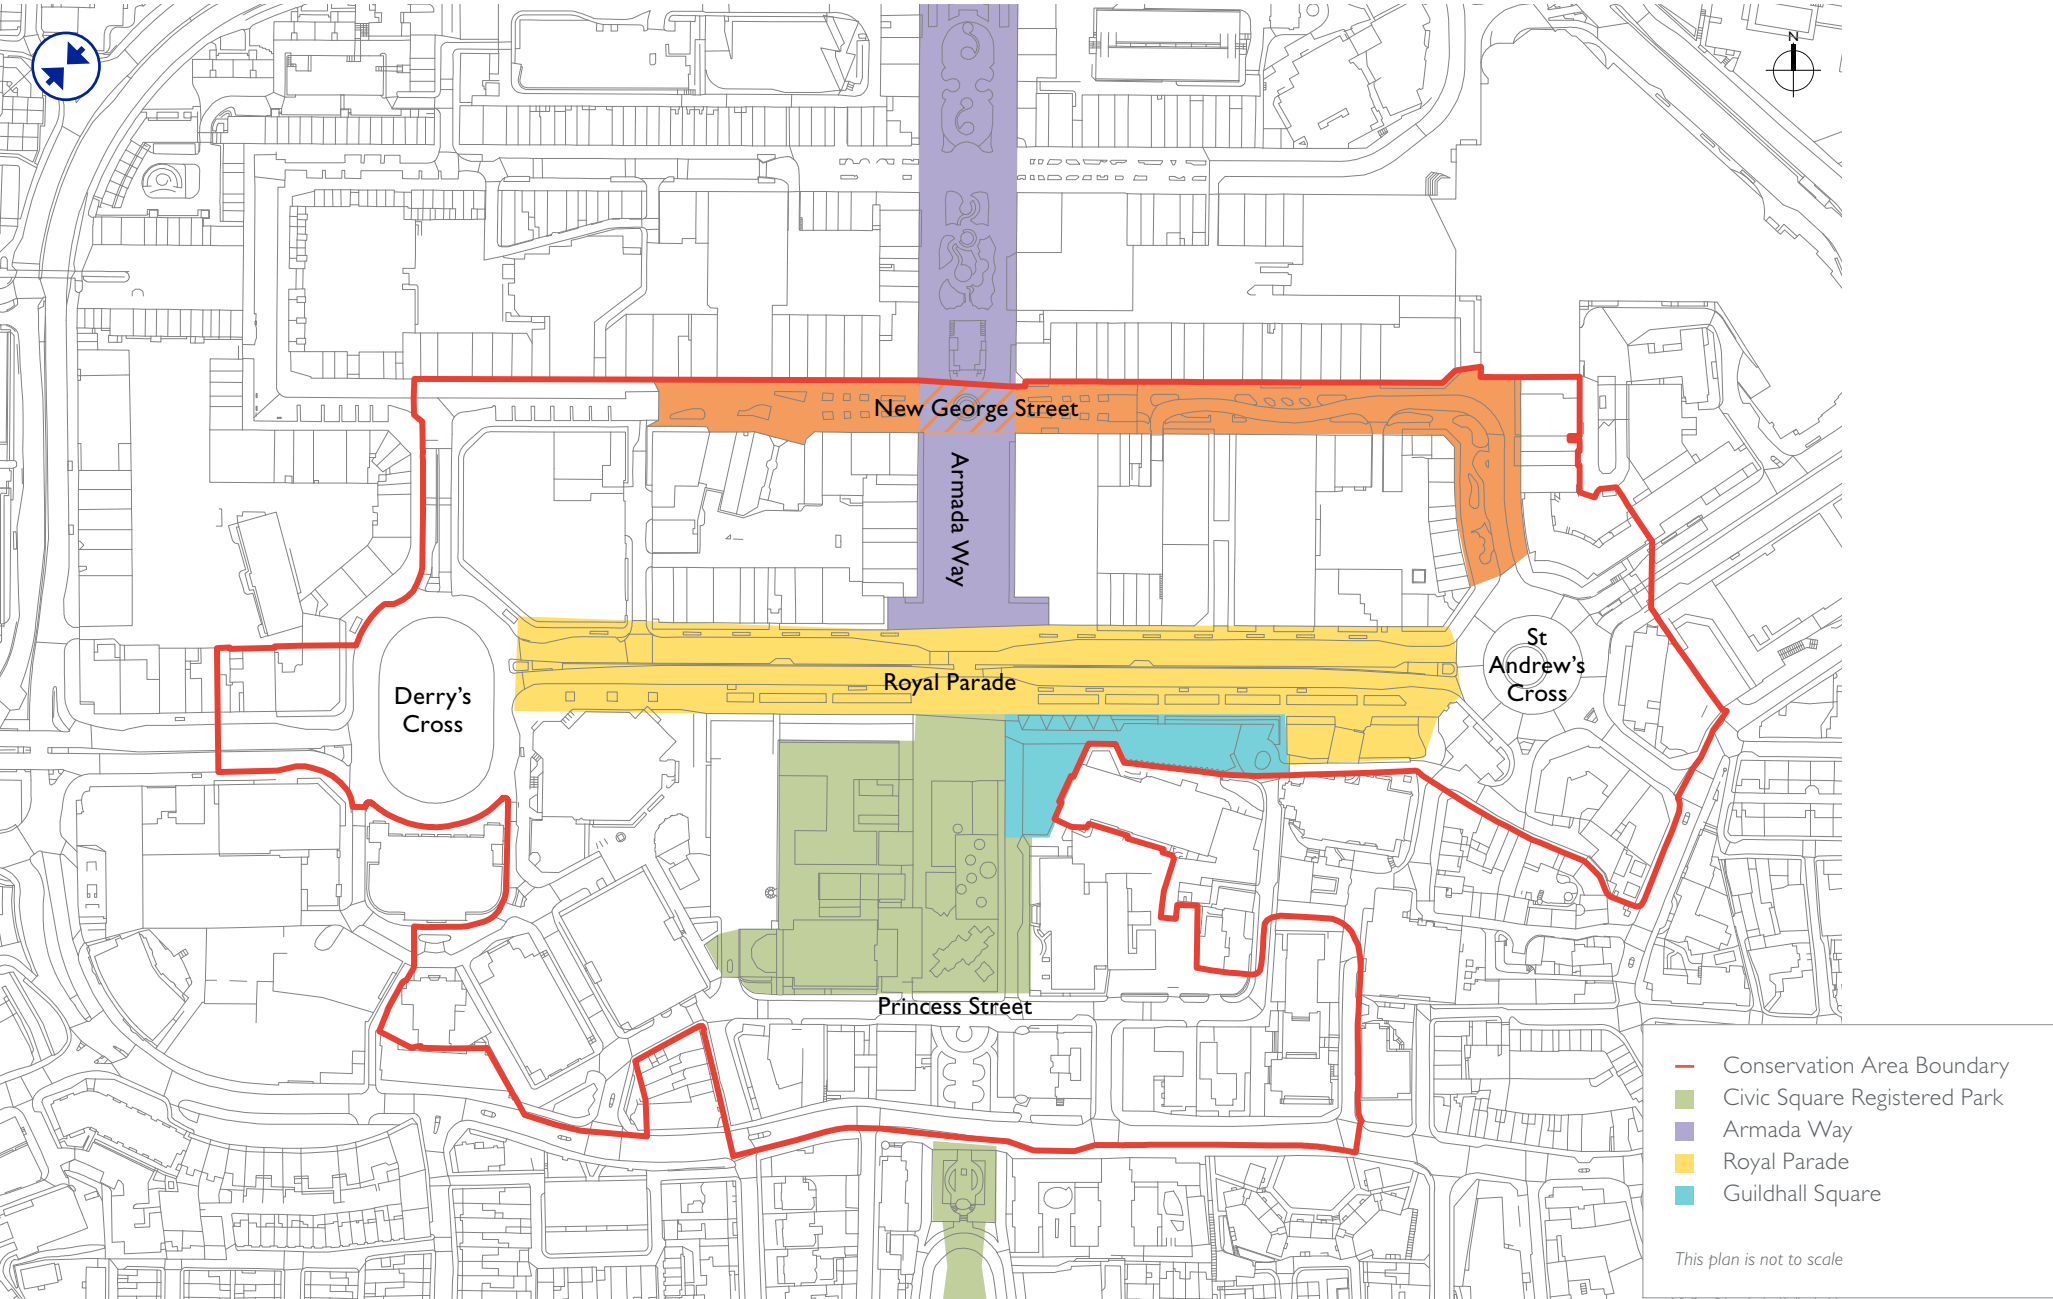 N
New George Street
Armada Way
Royal Parade
St
Andrew's
Cross
Derry's
Cross
Princess Street
Conservation Area Boundary
Civic Square Registered Park
Armada Way
Royal Parade
Guildhall Square
This plan is not to scale